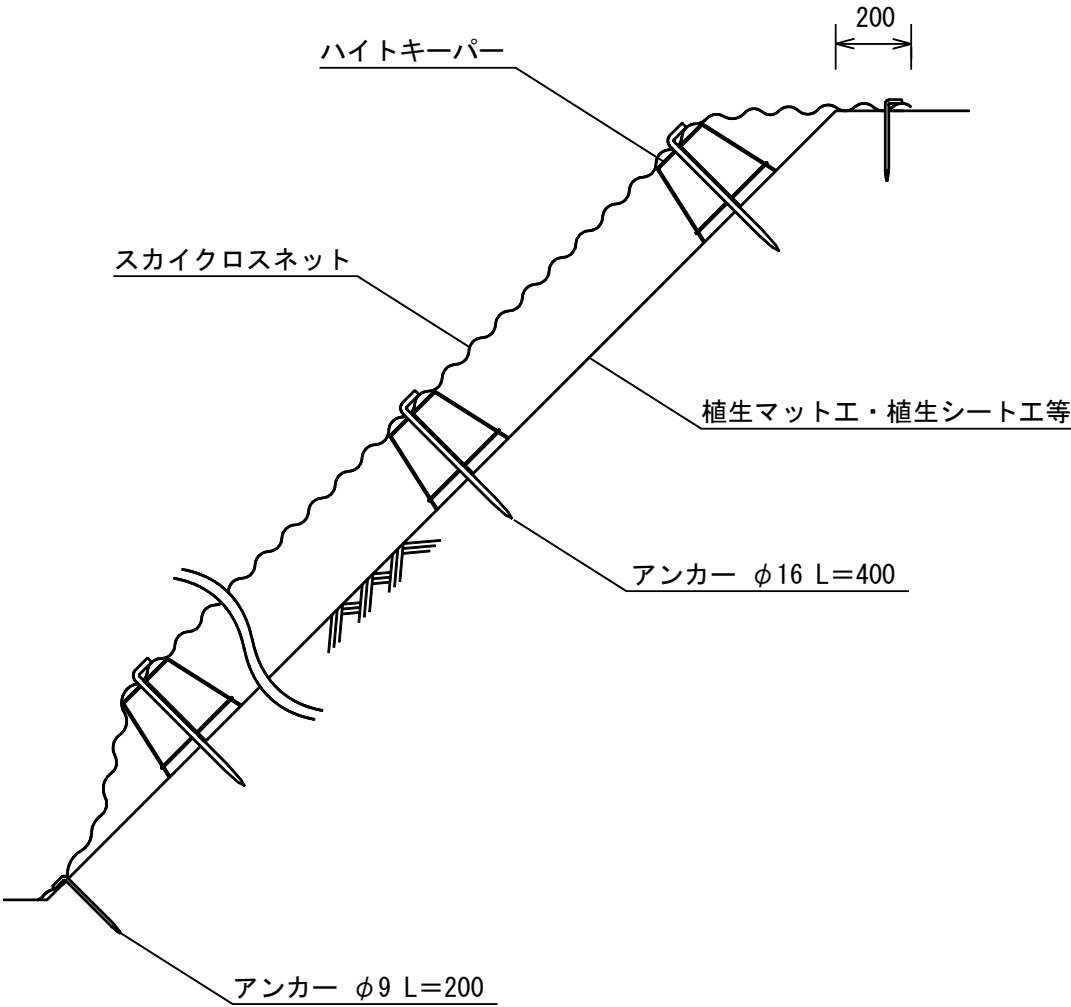 200
ハイトキーパー
スカイクロスネット
植生マット工・植生シート工等
アンカー φ16 L=400
アンカー φ9 L=200